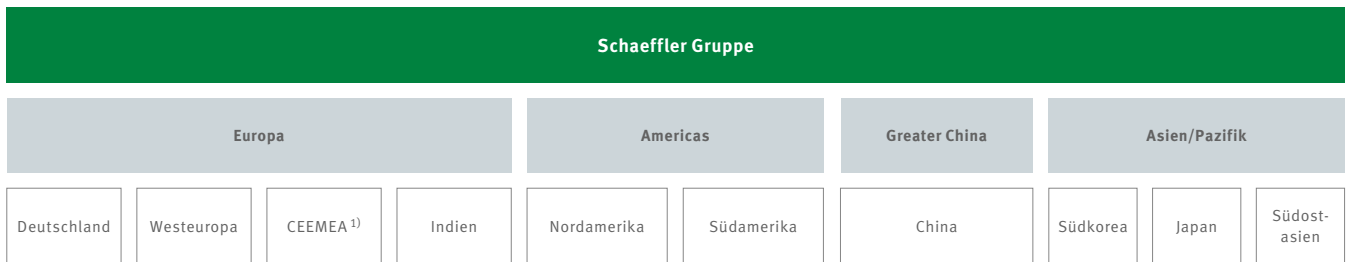 Schaeffler Gruppe
Europa
Americas
Greater China
Asien/Pazifik
Deutschland
Westeuropa
CEEMEA 1)
Indien
Nordamerika
Südamerika
China
Südkorea
Japan
Südost-
asien